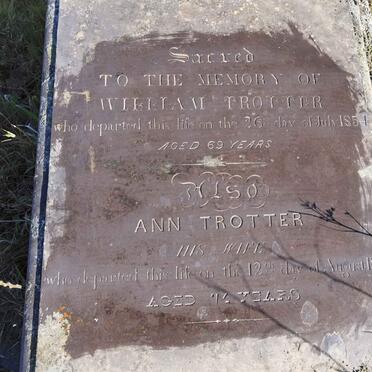 Sacred
TO THE MEMORY OF
WILLIAM TROTTER
who departed this life on the 26 day of July 1854
AGED 69 YEARS
Also
ANN TROTTER
HIS WIFE
who departed this life on the 12th day of August
AGED 74 YEARS